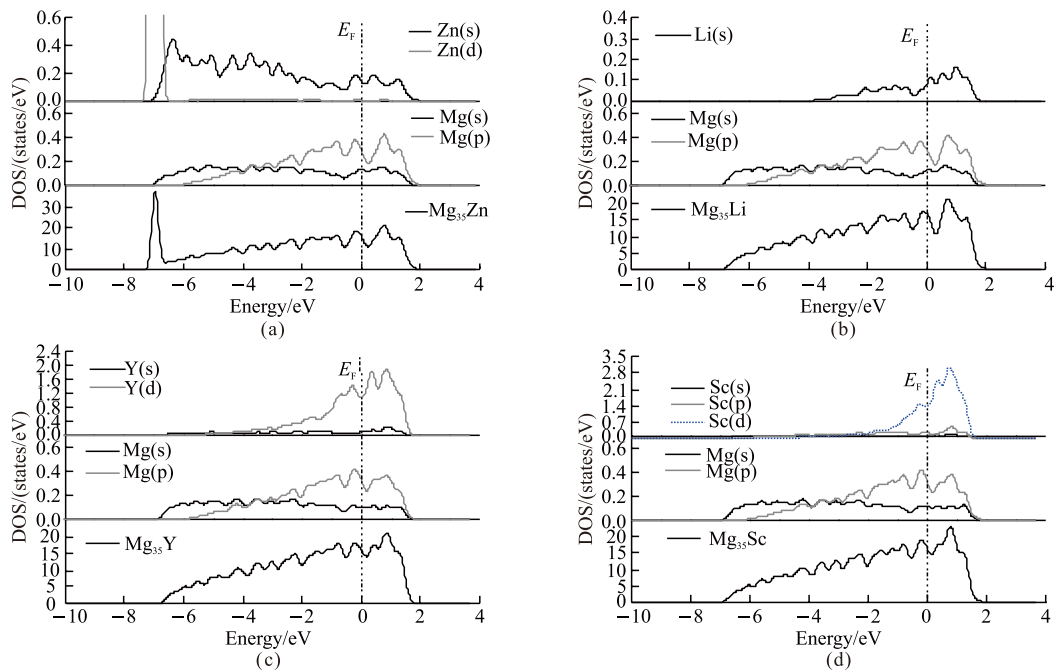 DOS/(states/eV)
0.6
0.4
0.2
0.0
E_F
Zn(s)
Zn(d)
0.6
0.4
0.2
0.0
Mg(s)
Mg(p)
30
20
10
0
Mg₃₅Zn
−10 −8 −6 −4 −2 0 2 4
Energy/eV
(a)
DOS/(states/eV)
0.4
0.3
0.1
0.0
E_F
Li(s)
0.6
0.4
0.2
0.0
Mg(s)
Mg(p)
20
15
10
5
0
Mg₃₅Li
−10 −8 −6 −4 −2 0 2 4
Energy/eV
(b)
DOS/(states/eV)
2.4
1.8
1.2
0.8
0.0
E_F
Y(s)
Y(d)
0.6
0.4
0.2
0.0
Mg(s)
Mg(p)
20
15
10
5
0
Mg₃₅Y
−10 −8 −6 −4 −2 0 2 4
Energy/eV
(c)
DOS/(states/eV)
3.5
2.8
2.1
1.4
0.7
0.0
E_F
Sc(s)
Sc(p)
Sc(d)
0.6
0.4
0.2
0.0
Mg(s)
Mg(p)
20
15
10
5
0
Mg₃₅Sc
−10 −8 −6 −4 −2 0 2 4
Energy/eV
(d)